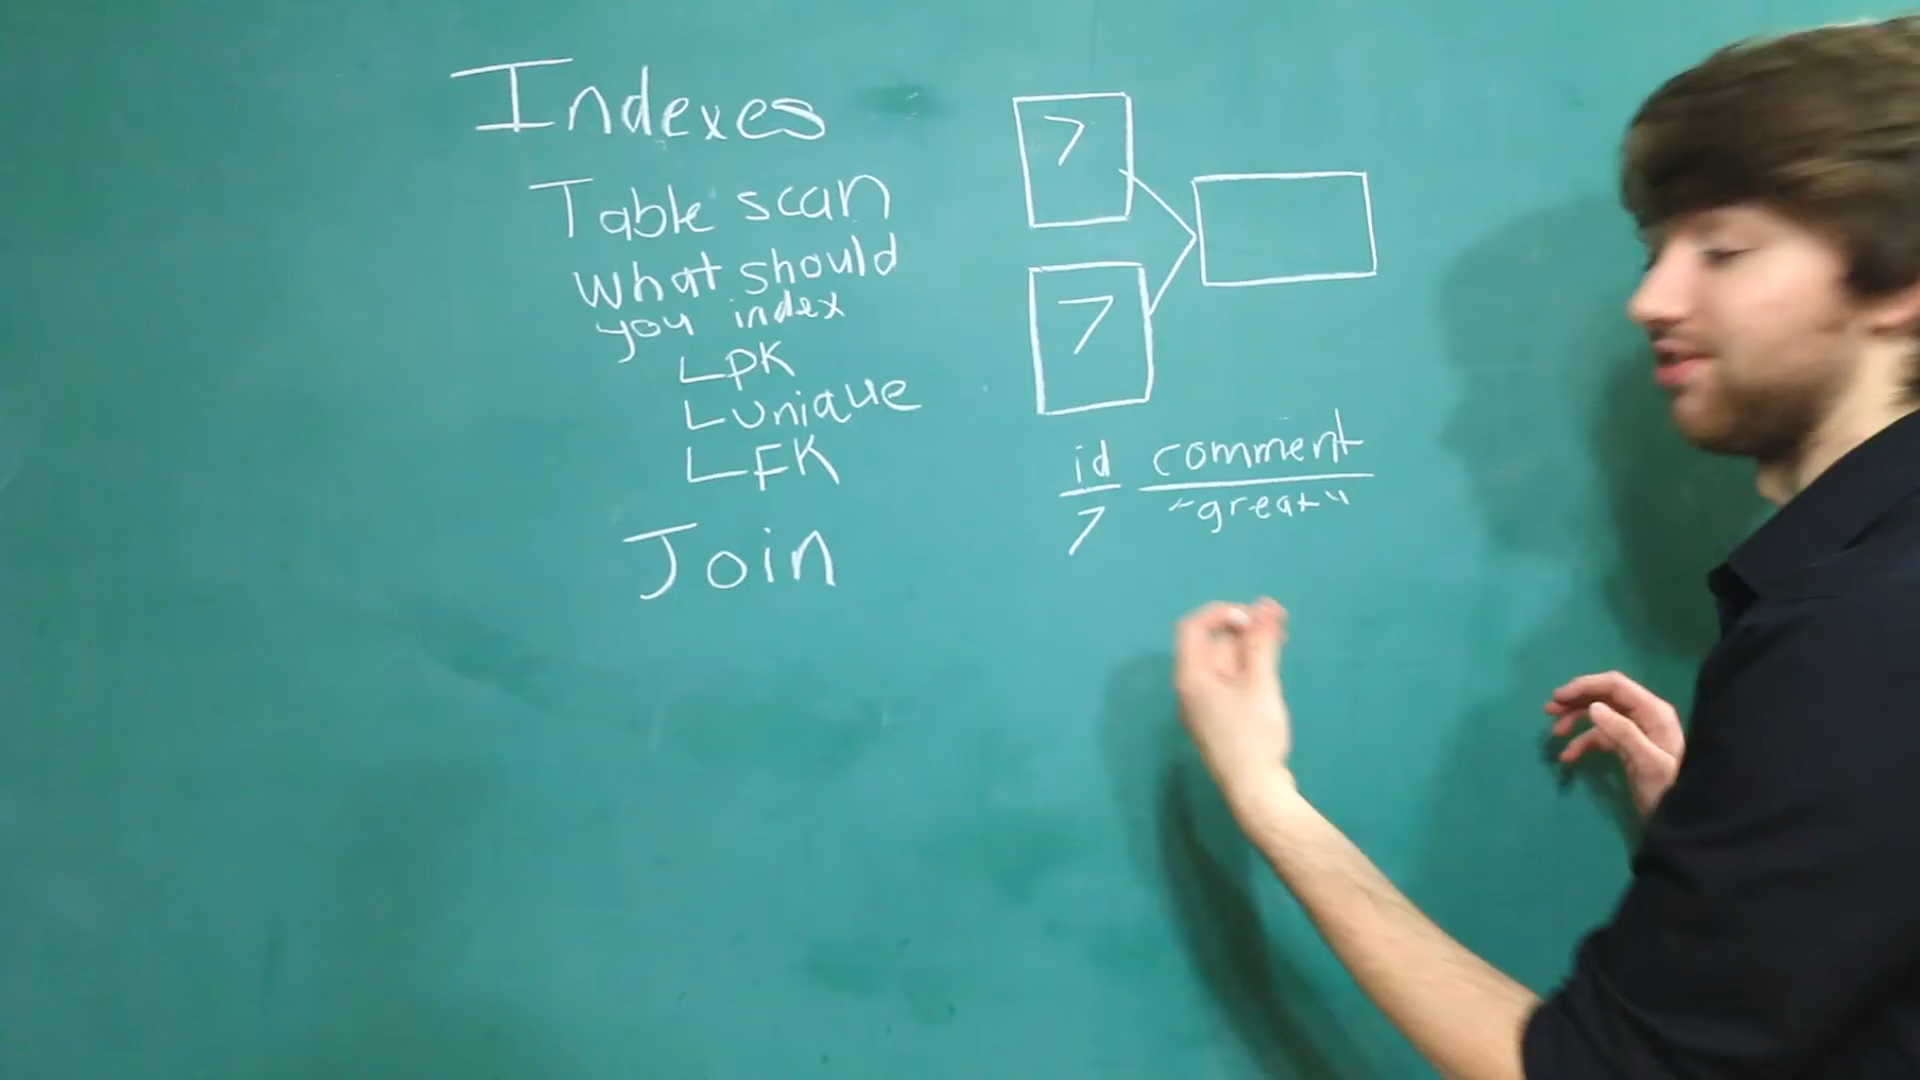 Indexes
Table scan
What should
you index
PK
Unique
FK
Join
7
7
id comment
7 "great"